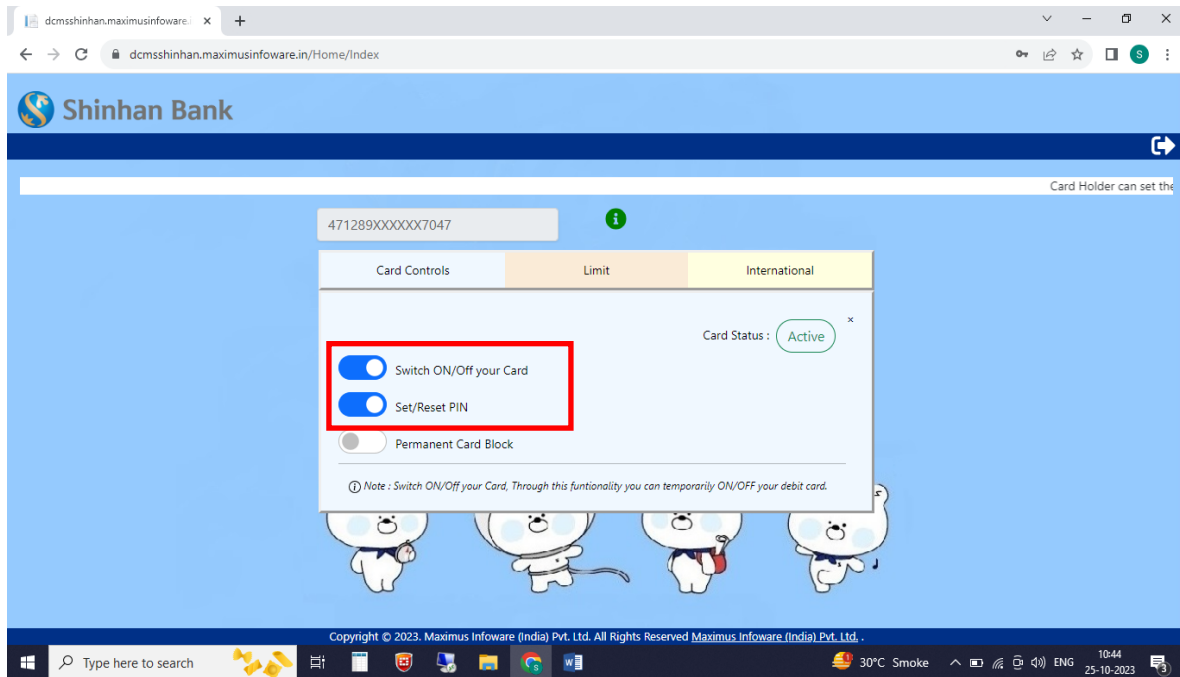 dcmsshinhan.maximusinfoware.i
dcmsshinhan.maximusinfoware.in/Home/Index
S
Shinhan Bank
Card Holder can set the
471289XXXXXX7047
i
Card Controls Limit International
Card Status : Active
Switch ON/Off your Card
Set/Reset PIN
Permanent Card Block
Note : Switch ON/Off your Card, Through this funtionality you can temporarily ON/OFF your debit card.
Copyright © 2023. Maximus Infoware (India) Pvt. Ltd. All Rights Reserved Maximus Infoware (India) Pvt. Ltd. .
Type here to search
30°C Smoke
ENG
10:44
25-10-2023
3